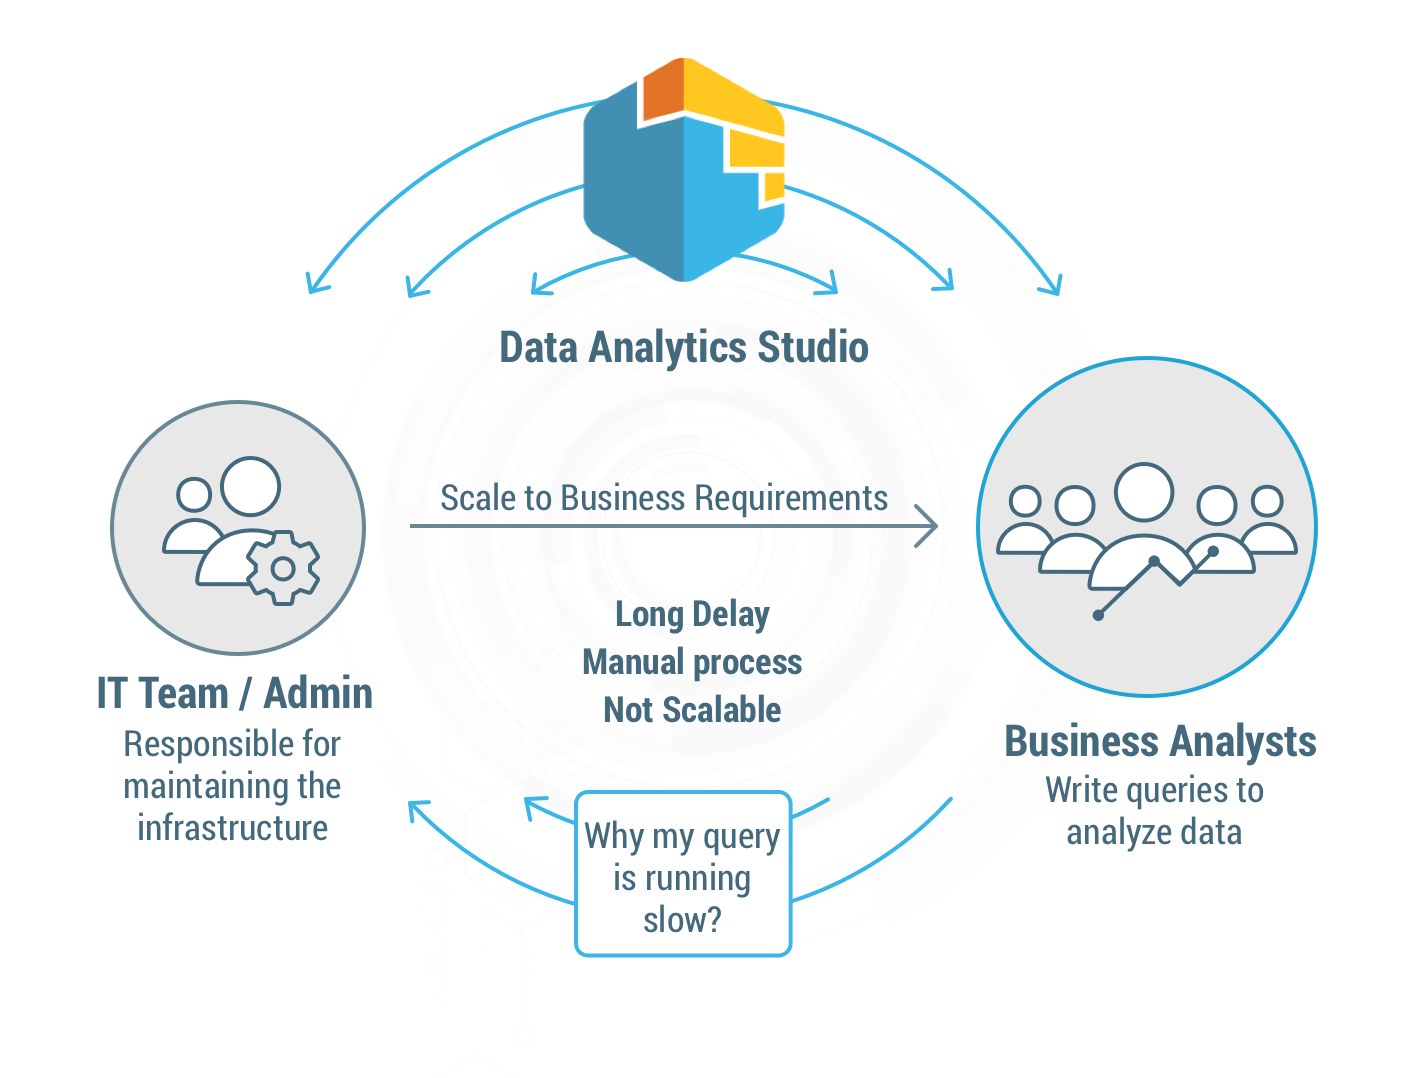 Data Analytics Studio
Scale to Business Requirements
Long Delay
Manual process
Not Scalable
IT Team / Admin
Responsible for
maintaining the
infrastructure
Business Analysts
Write queries to
analyze data
Why my query
is running
slow?